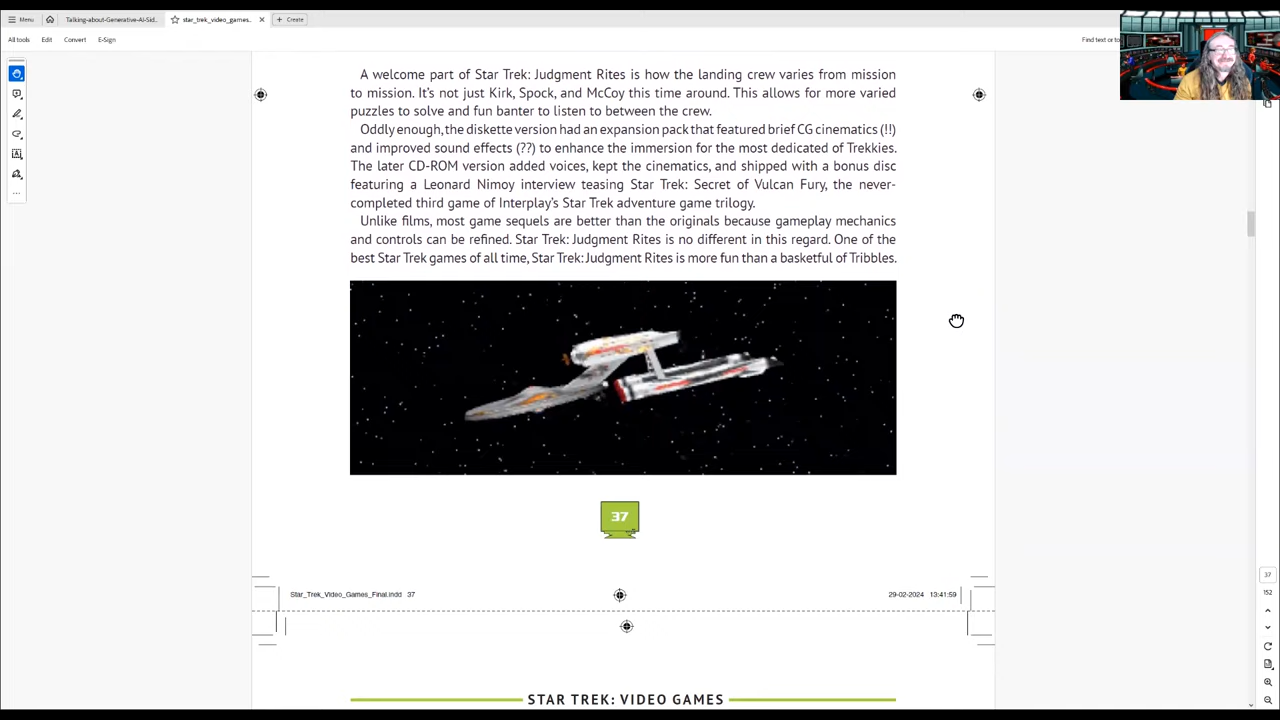 Menu
Talking-about-Generative-AI-Sid...
star_trek_video_games...
Create
All tools
Edit
Convert
E-Sign
Find text or to
A welcome part of Star Trek: Judgment Rites is how the landing crew varies from mission
to mission. It's not just Kirk, Spock, and McCoy this time around. This allows for more varied
puzzles to solve and fun banter to listen to between the crew.
Oddly enough, the diskette version had an expansion pack that featured brief CG cinematics (!!)
and improved sound effects (??) to enhance the immersion for the most dedicated of Trekkies.
The later CD-ROM version added voices, kept the cinematics, and shipped with a bonus disc
featuring a Leonard Nimoy interview teasing Star Trek: Secret of Vulcan Fury, the never-
completed third game of Interplay's Star Trek adventure game trilogy.
Unlike films, most game sequels are better than the originals because gameplay mechanics
and controls can be refined. Star Trek: Judgment Rites is no different in this regard. One of the
best Star Trek games of all time, Star Trek: Judgment Rites is more fun than a basketful of Tribbles.
37
Star_Trek_Video_Games_Final.indd 37
29-02-2024 13:41:59
STAR TREK: VIDEO GAMES
37
152